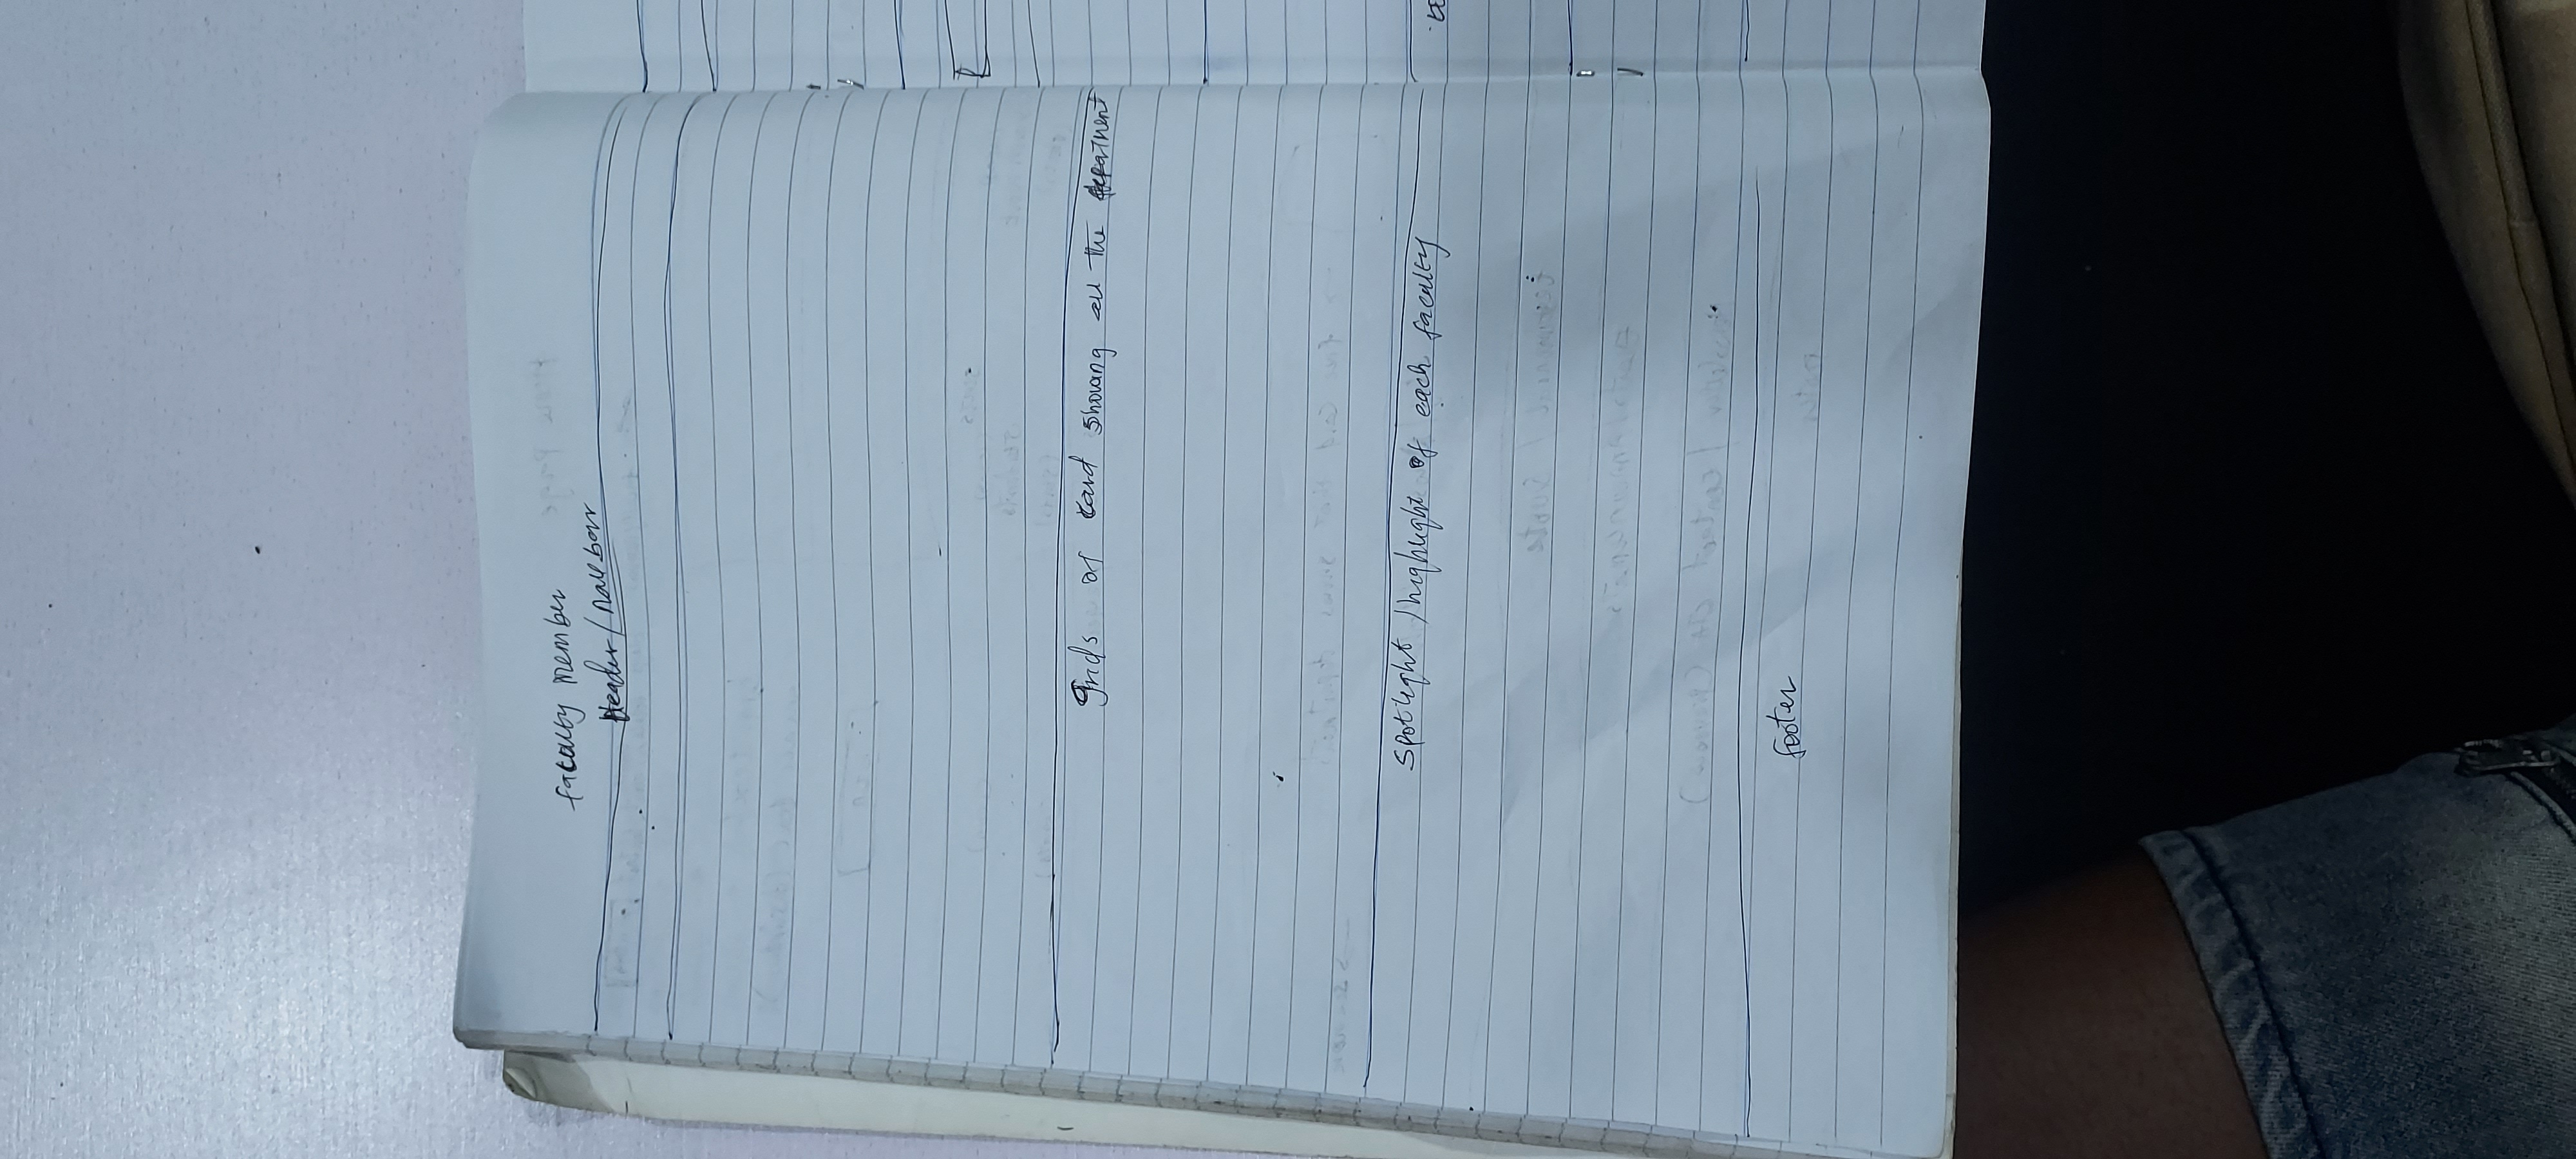 faculty member
Header/navbar
Grids of card showing all the department
Spotlight /highlight of each faculty
footer